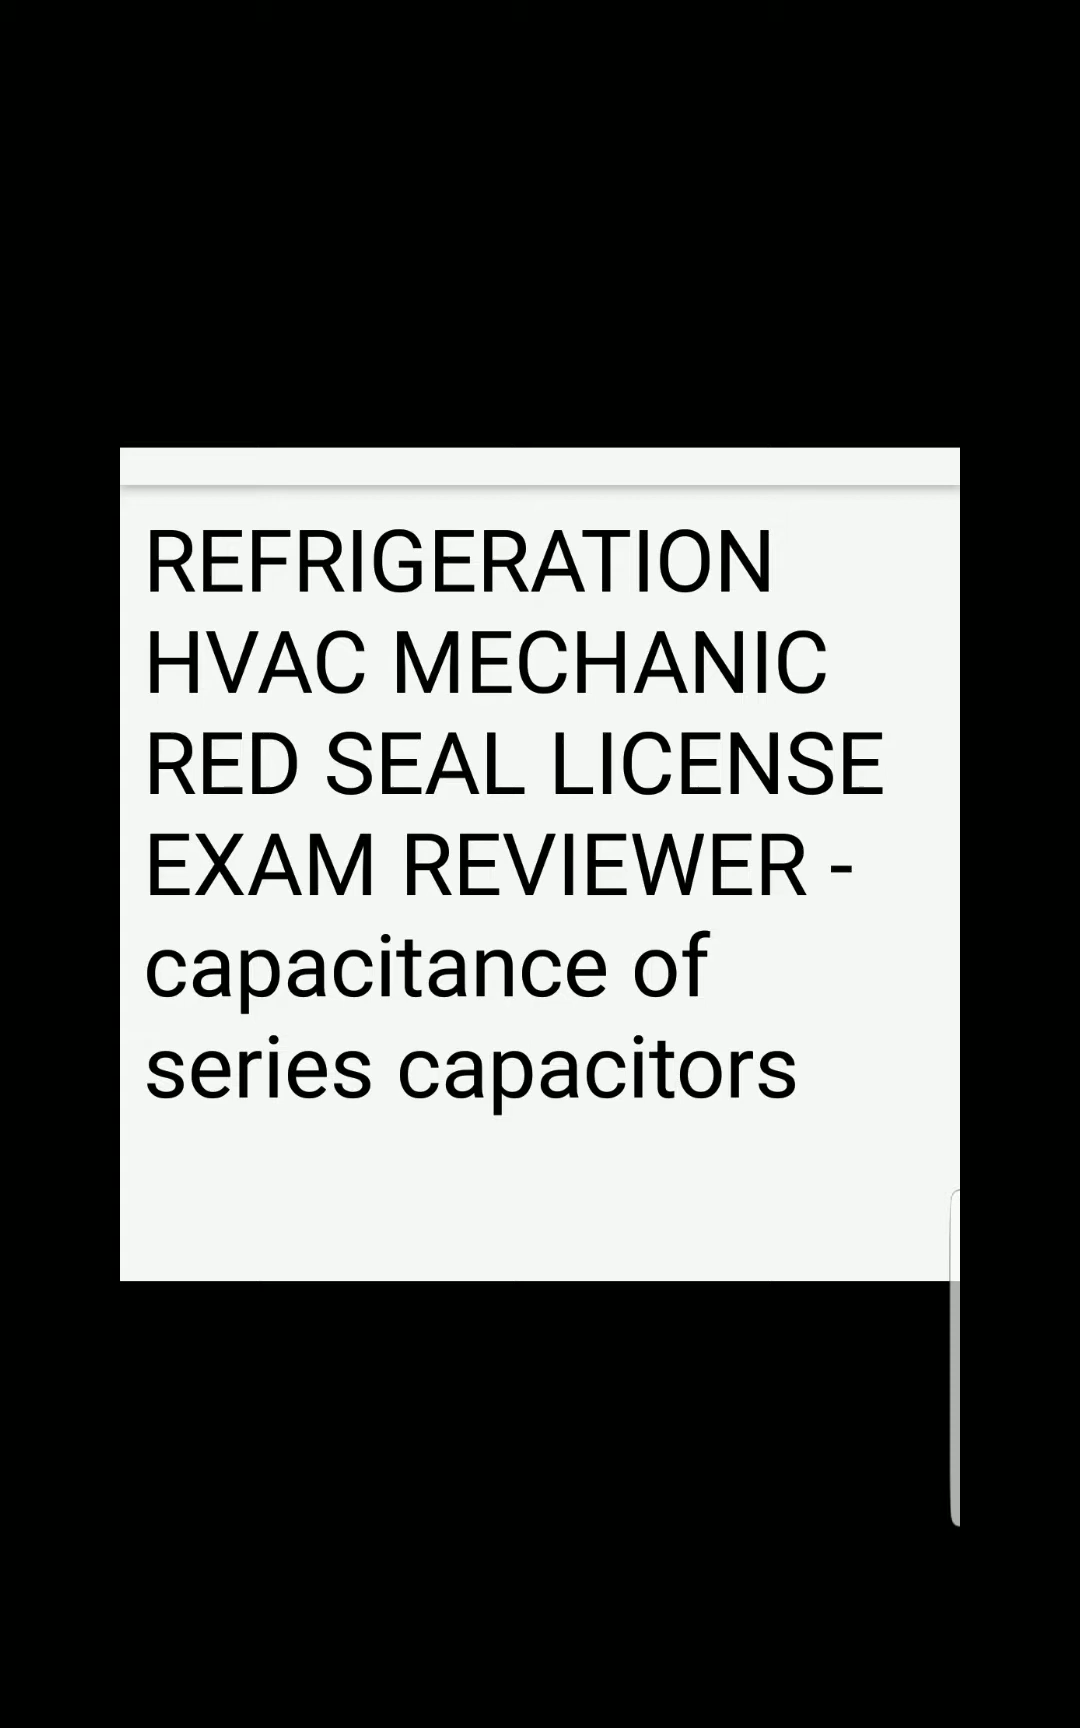 REFRIGERATION
HVAC MECHANIC
RED SEAL LICENSE
EXAM REVIEWER -
capacitance of
series capacitors